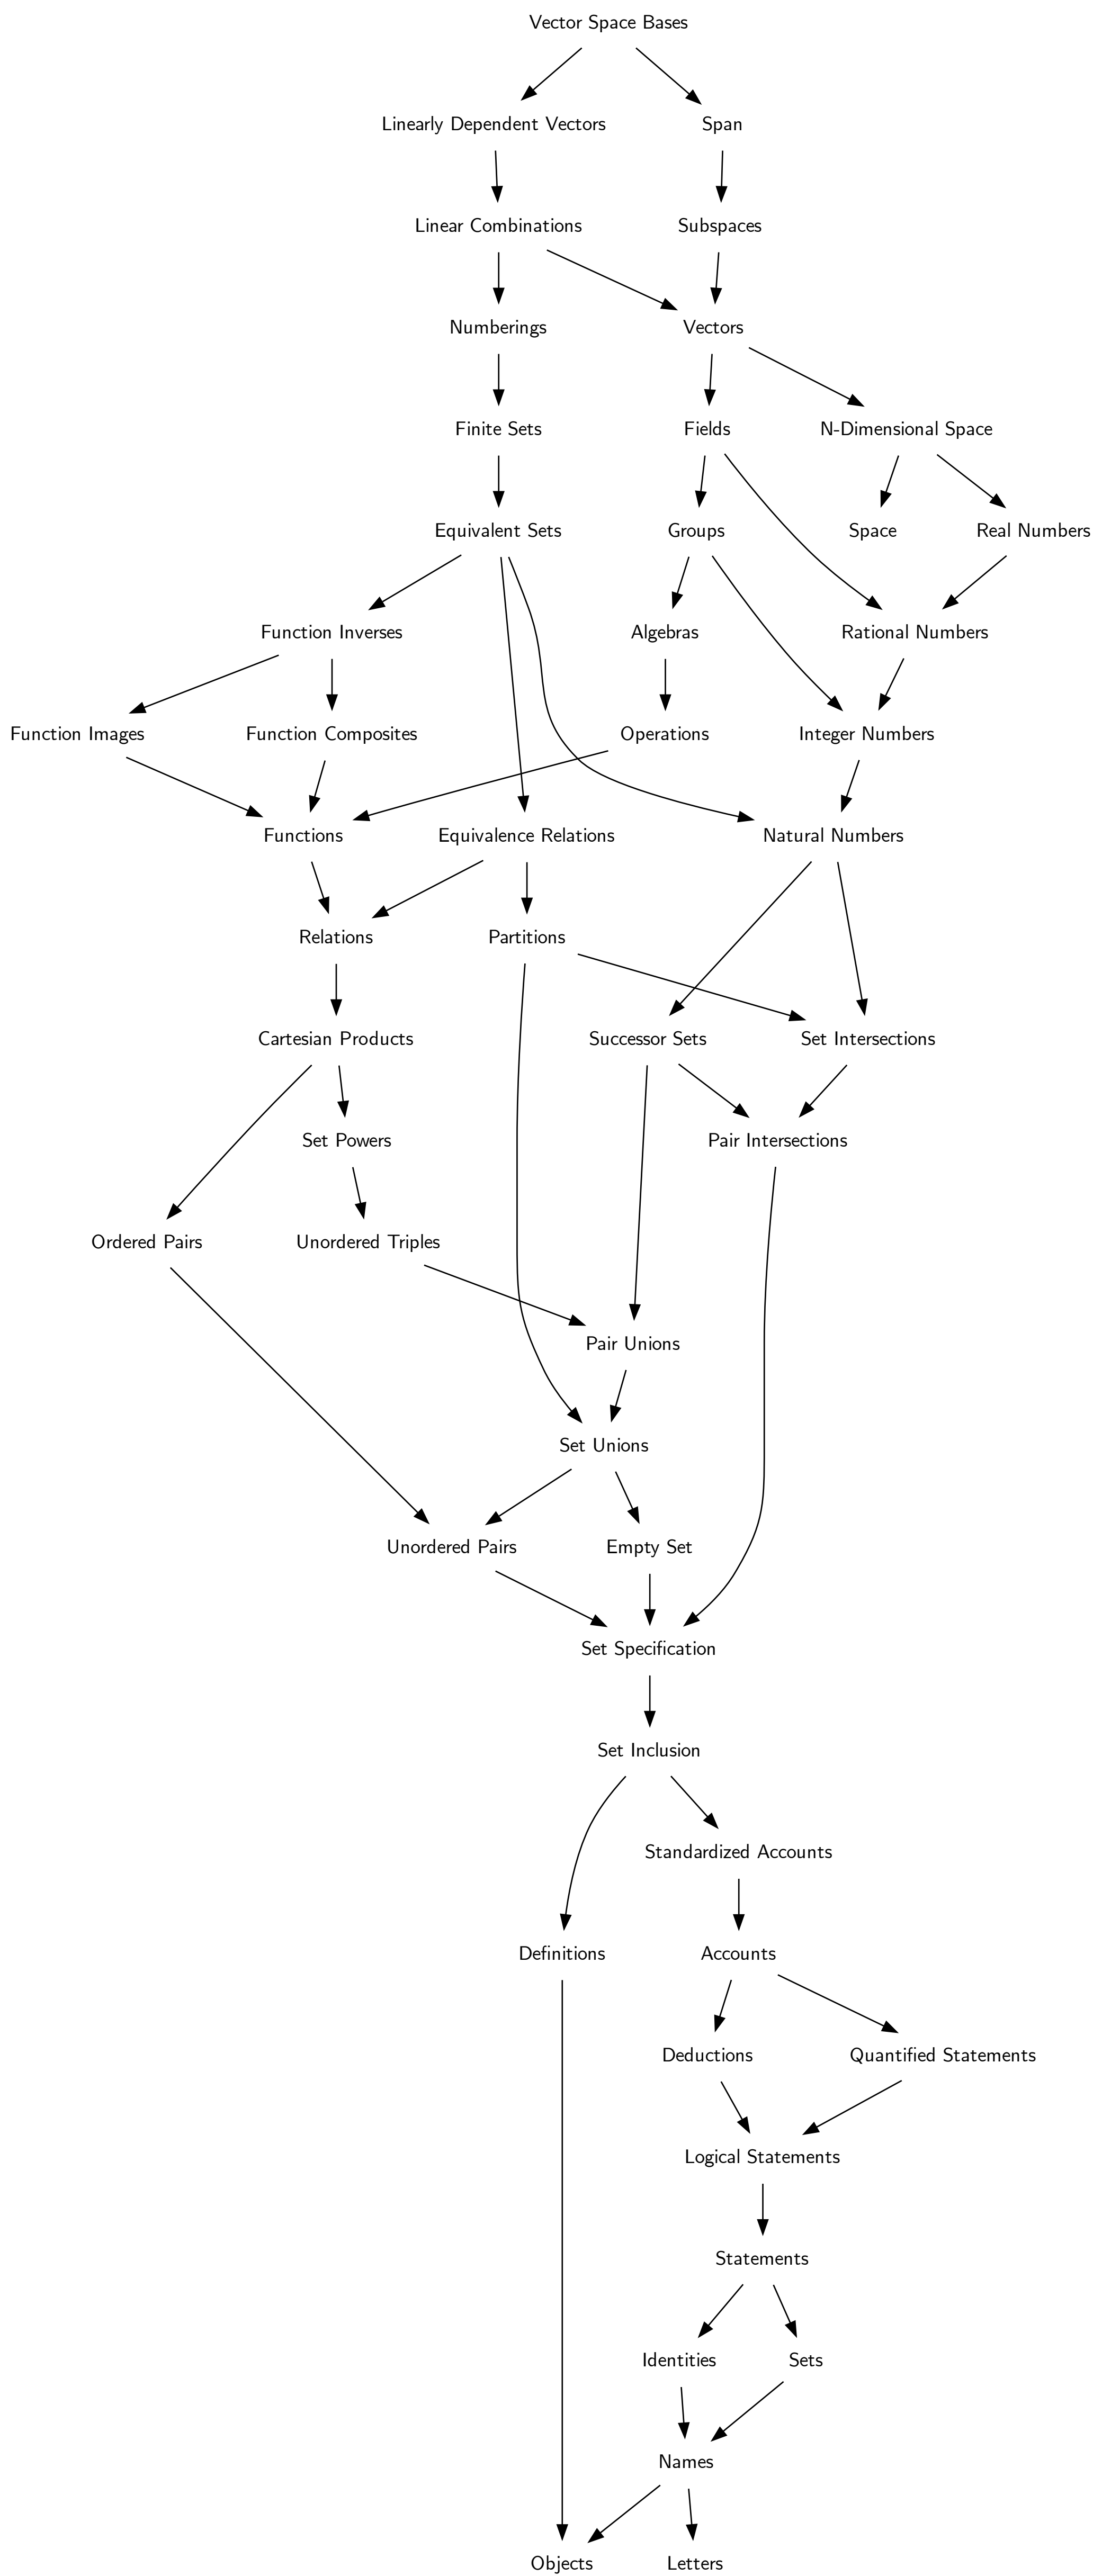 Vector Space Bases
Linearly Dependent Vectors
Span
Linear Combinations
Subspaces
Numberings
Vectors
Finite Sets
Fields
N-Dimensional Space
Equivalent Sets
Groups
Space
Real Numbers
Function Inverses
Algebras
Rational Numbers
Function Images
Function Composites
Operations
Integer Numbers
Functions
Equivalence Relations
Natural Numbers
Relations
Partitions
Cartesian Products
Successor Sets
Set Intersections
Set Powers
Pair Intersections
Ordered Pairs
Unordered Triples
Pair Unions
Set Unions
Unordered Pairs
Empty Set
Set Specification
Set Inclusion
Standardized Accounts
Definitions
Accounts
Deductions
Quantified Statements
Logical Statements
Statements
Identities
Sets
Names
Objects
Letters